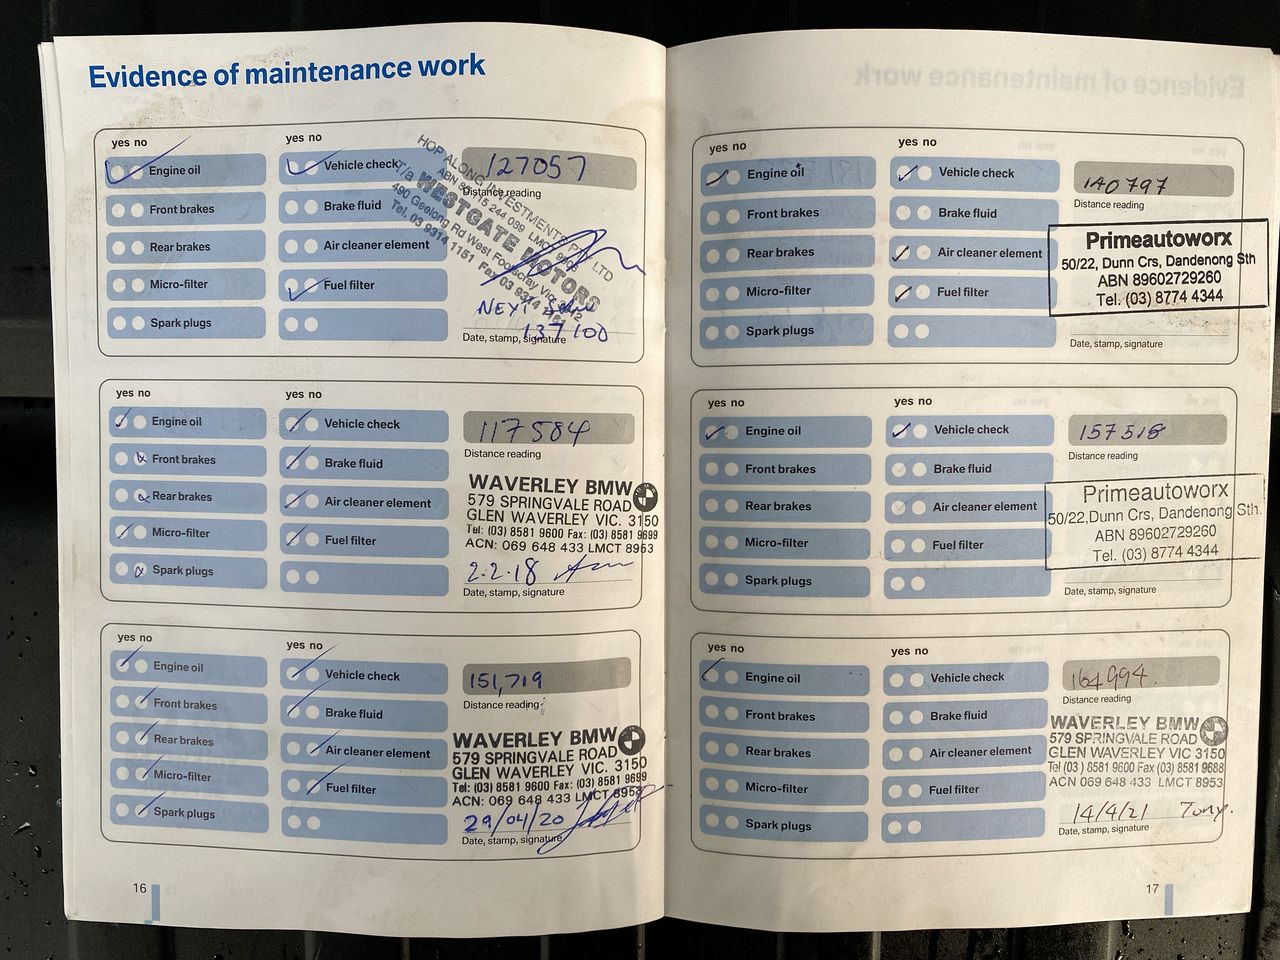 Evidence of maintenance work
yes no
yes no
Engine oil
Vehicle check
127057
Distance reading
Front brakes
Brake fluid
Rear brakes
Air cleaner element
Micro-filter
Fuel filter
Spark plugs
HOP ALONG INVESTMENTS PTY LTD
T/a WESTGATE MOTORS
490 Geelong Rd West Footscray Vic
Tel. 03 9314 1151 Fax 03 9314
NEXT
137100
Date, stamp, signature
yes no
yes no
Engine oil
Vehicle check
117584
Distance reading
Front brakes
Brake fluid
Rear brakes
Air cleaner element
Micro-filter
Fuel filter
Spark plugs
WAVERLEY BMW
579 SPRINGVALE ROAD
GLEN WAVERLEY VIC. 3150
Tel: (03) 8581 9600 Fax: (03) 8581 9699
ACN: 069 648 433 LMCT 8953
2.2.18
Date, stamp, signature
yes no
yes no
Engine oil
Vehicle check
151,719
Distance reading
Front brakes
Brake fluid
Rear brakes
Air cleaner element
Micro-filter
Fuel filter
Spark plugs
WAVERLEY BMW
579 SPRINGVALE ROAD
GLEN WAVERLEY VIC. 3150
Tel: (03) 8581 9600 Fax: (03) 8581 9699
ACN: 069 648 433 LMCT 8953
29/04/20
Date, stamp, signature
16
yes no
yes no
Engine oil
Vehicle check
140797
Distance reading
Front brakes
Brake fluid
Rear brakes
Air cleaner element
Micro-filter
Fuel filter
Spark plugs
Primeautoworx
50/22, Dunn Crs, Dandenong Sth
ABN 89602729260
Tel. (03) 8774 4344
Date, stamp, signature
yes no
yes no
Engine oil
Vehicle check
157518
Distance reading
Front brakes
Brake fluid
Rear brakes
Air cleaner element
Micro-filter
Fuel filter
Spark plugs
Primeautoworx
50/22,Dunn Crs, Dandenong Sth.
ABN 89602729260
Tel. (03) 8774 4344
Date, stamp, signature
yes no
yes no
Engine oil
Vehicle check
164994.
Distance reading
Front brakes
Brake fluid
Rear brakes
Air cleaner element
Micro-filter
Fuel filter
Spark plugs
WAVERLEY BMW
579 SPRINGVALE ROAD
GLEN WAVERLEY VIC 3150
Tel (03) 8581 9600 Fax (03) 8581 9688
ACN 069 648 433 LMCT 8953
14/4/21 Tony.
Date, stamp, signature
17